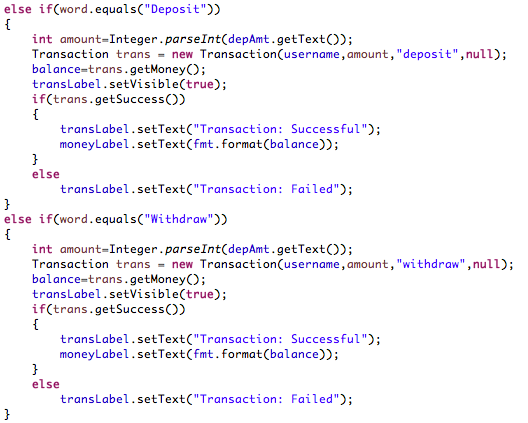 else if(word.equals("Deposit"))
{
    int amount=Integer.parseInt(depAmt.getText());
    Transaction trans = new Transaction(username,amount,"deposit",null);
    balance=trans.getMoney();
    transLabel.setVisible(true);
    if(trans.getSuccess())
    {
        transLabel.setText("Transaction: Successful");
        moneyLabel.setText(fmt.format(balance));
    }
    else
        transLabel.setText("Transaction: Failed");
}
else if(word.equals("Withdraw"))
{
    int amount=Integer.parseInt(depAmt.getText());
    Transaction trans = new Transaction(username,amount,"withdraw",null);
    balance=trans.getMoney();
    transLabel.setVisible(true);
    if(trans.getSuccess())
    {
        transLabel.setText("Transaction: Successful");
        moneyLabel.setText(fmt.format(balance));
    }
    else
        transLabel.setText("Transaction: Failed");
}